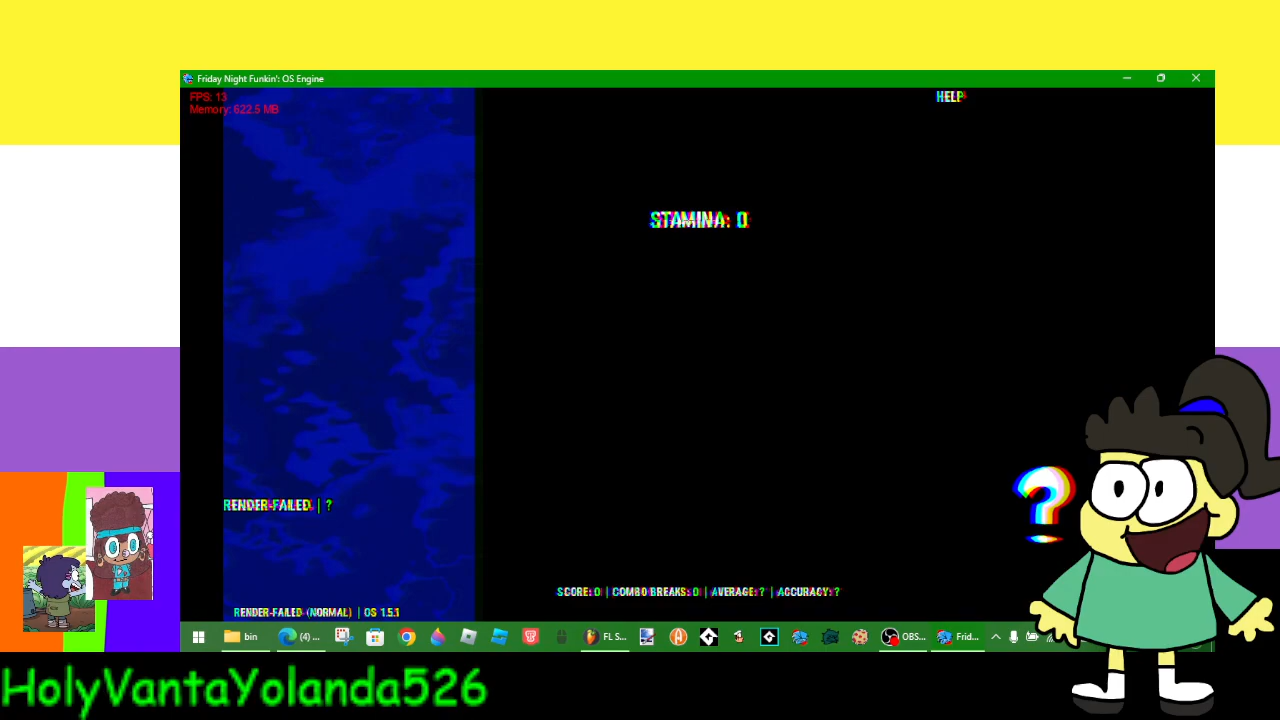 Friday Night Funkin': OS Engine
FPS: 13
Memory: 622.5 MB
HELP
STAMINA: 0
RENDER-FAILED | ?
SCORE: 0 | COMBO BREAKS: 0 | AVERAGE: ? | ACCURACY: ?
RENDER-FAILED (NORMAL) | OS 1.5.1
bin
(4) ...
FL S...
OBS...
Frid...
?
HolyVantaYolanda526